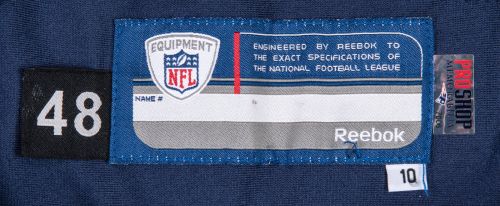 EQUIPMENT
NFL
ENGINEERED BY REEBOK TO
THE EXACT SPECIFICATIONS OF
THE NATIONAL FOOTBALL LEAGUE
NAME #
48
Reebok
10
PRO SHOP